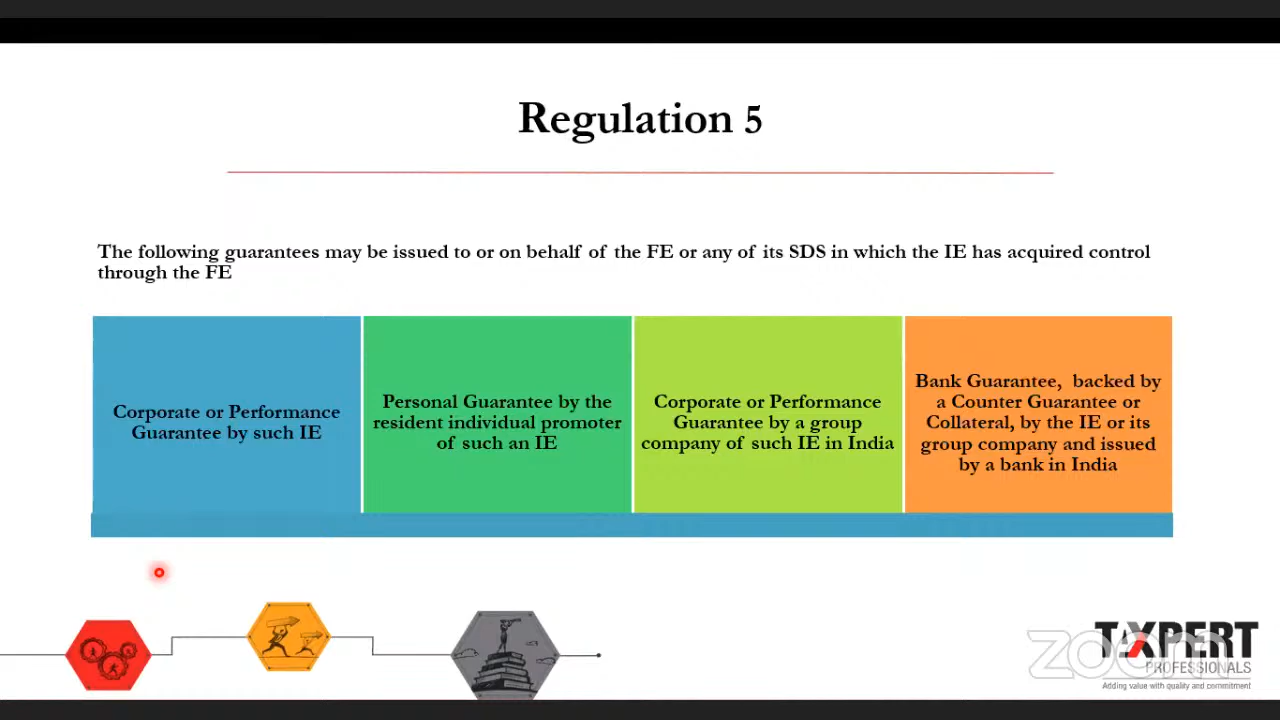 Regulation 5
The following guarantees may be issued to or on behalf of the FE or any of its SDS in which the IE has acquired control
through the FE
Corporate or Performance
Guarantee by such IE
Personal Guarantee by the
resident individual promoter
of such an IE
Corporate or Performance
Guarantee by a group
company of such IE in India
Bank Guarantee, backed by
a Counter Guarantee or
Collateral, by the IE or its
group company and issued
by a bank in India
TAXPERT
zoom
PROFESSIONALS
Adding value with quality and commitment